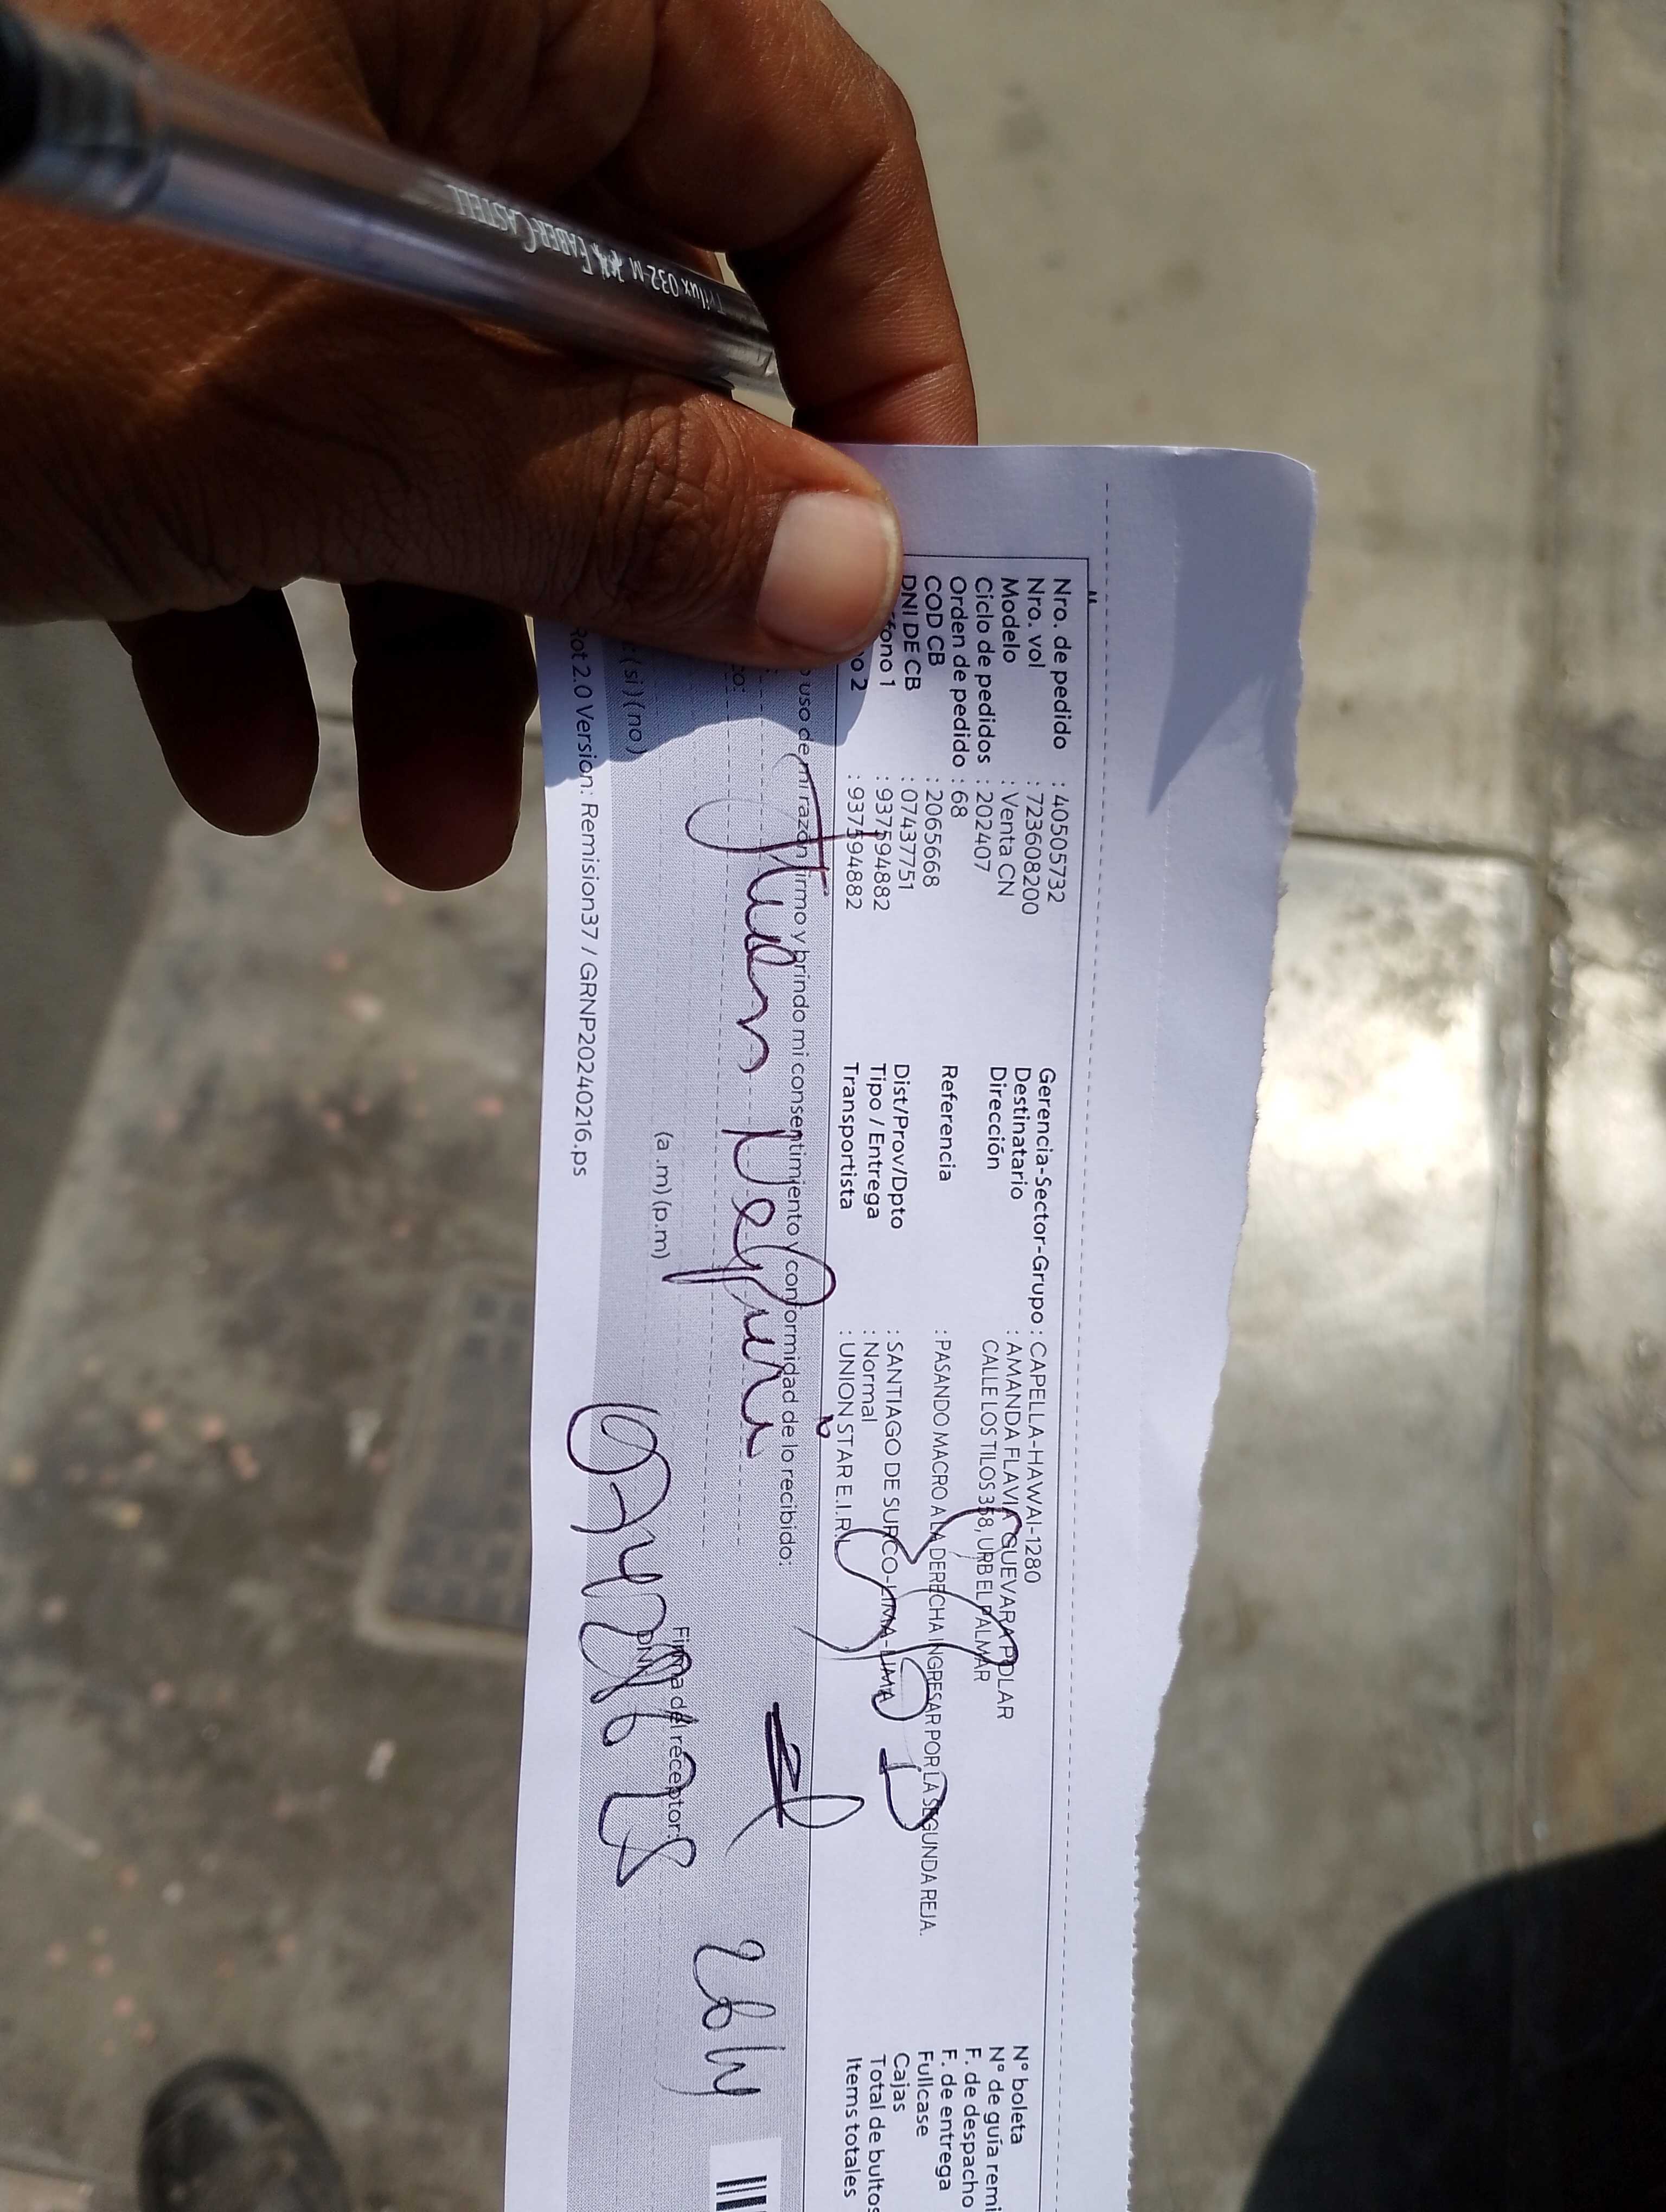 Trilux 032-M FABER-CASTELL
Nro. de pedido : 40505732
Nro. vol : 723608200
Modelo : Venta CN
Ciclo de pedidos : 202407
Orden de pedido : 68
COD CB : 2065668
DNI DE CB : 07437751
fono 1 : 937594882
no 2 : 937594882
Gerencia-Sector-Grupo : CAPELLA-HAWAI-1280
Destinatario : AMANDA FLAVIA GUEVARA POLAR
Dirección CALLE LOS TILOS 358, URB EL PALMAR
Referencia : PASANDO MACRO A LA DERECHA INGRESAR POR LA SEGUNDA REJA.
Dist/Prov/Dpto : SANTIAGO DE SURCO-LIMA-LIMA
Tipo / Entrega : Normal
Transportista : UNION STAR E.I.R.
N° boleta
N° de guía remi
F. de despacho
F. de entrega
Fullcase
Cajas
Total de bultos
Items totales
o uso de mi razón firmo y brindo mi consentimiento y conformidad de lo recibido:
co:
Juan
Firma del receptor:
DNI
: ( si ) ( no )
(a .m) (p.m)
Rot 2.0 Version: Remision37 / GRNP20240216.ps